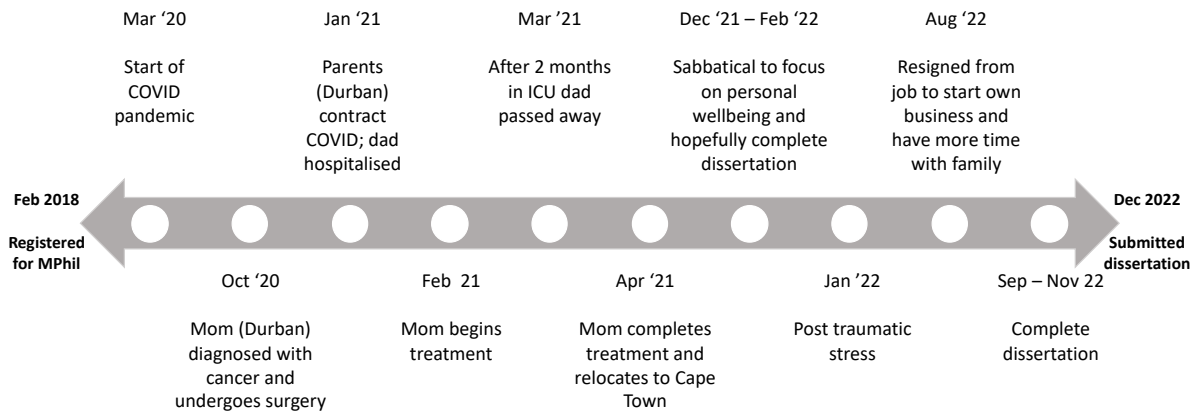 Mar ‘20
Start of
COVID
pandemic
Jan ‘21
Parents
(Durban)
contract
COVID; dad
hospitalised
Mar ’21
After 2 months
in ICU dad
passed away
Dec ‘21 – Feb ‘22
Sabbatical to focus
on personal
wellbeing and
hopefully complete
dissertation
Aug ‘22
Resigned from
job to start own
business and
have more time
with family
Feb 2018
Registered
for MPhil
Dec 2022
Submitted
dissertation
Oct ‘20
Mom (Durban)
diagnosed with
cancer and
undergoes surgery
Feb 21
Mom begins
treatment
Apr ‘21
Mom completes
treatment and
relocates to Cape
Town
Jan ’22
Post traumatic
stress
Sep – Nov 22
Complete
dissertation